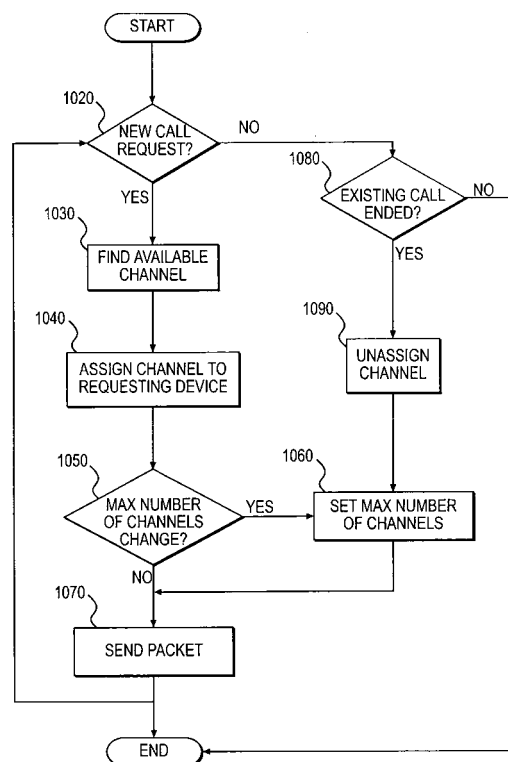 START
1020
NEW CALL
REQUEST?
NO
YES
1080
EXISTING CALL
ENDED?
NO
YES
1030
FIND AVAILABLE
CHANNEL
1040
ASSIGN CHANNEL TO
REQUESTING DEVICE
1090
UNASSIGN
CHANNEL
1050
MAX NUMBER
OF CHANNELS
CHANGE?
YES
NO
1060
SET MAX NUMBER
OF CHANNELS
1070
SEND PACKET
END